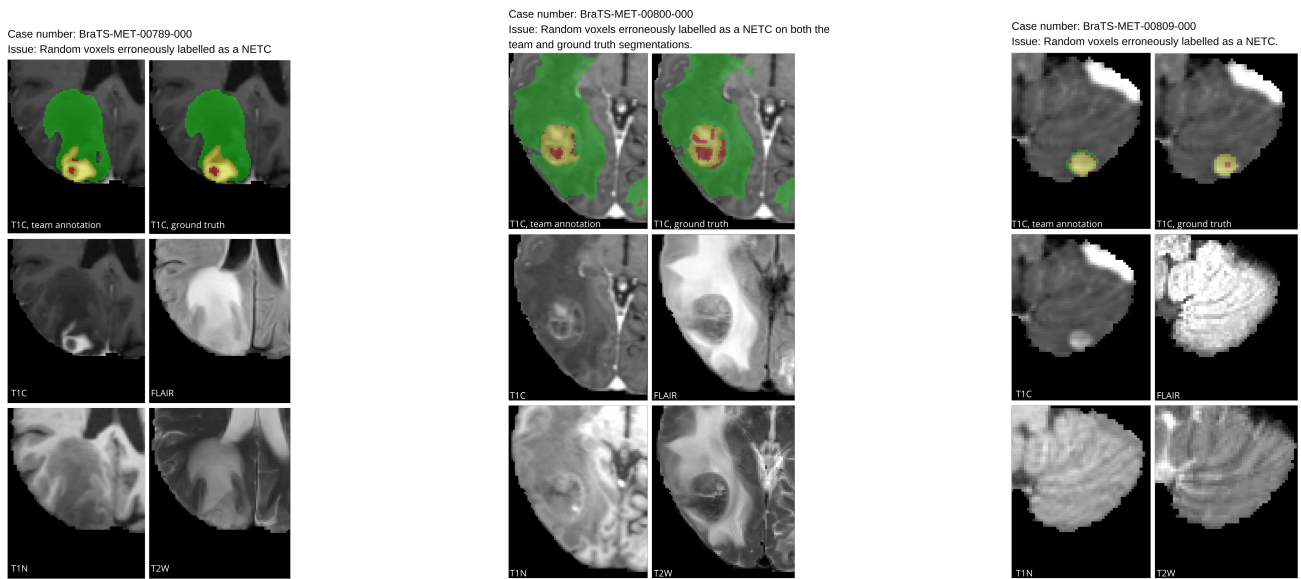 Case number: BraTS-MET-00789-000
Issue: Random voxels erroneously labelled as a NETC
T1C, team annotation
T1C, ground truth
T1C
FLAIR
T1N
T2W
Case number: BraTS-MET-00800-000
Issue: Random voxels erroneously labelled as a NETC on both the
team and ground truth segmentations.
T1C, team annotation
T1C, ground truth
T1C
FLAIR
T1N
T2W
Case number: BraTS-MET-00809-000
Issue: Random voxels erroneously labelled as a NETC.
T1C, team annotation
T1C, ground truth
T1C
FLAIR
T1N
T2W